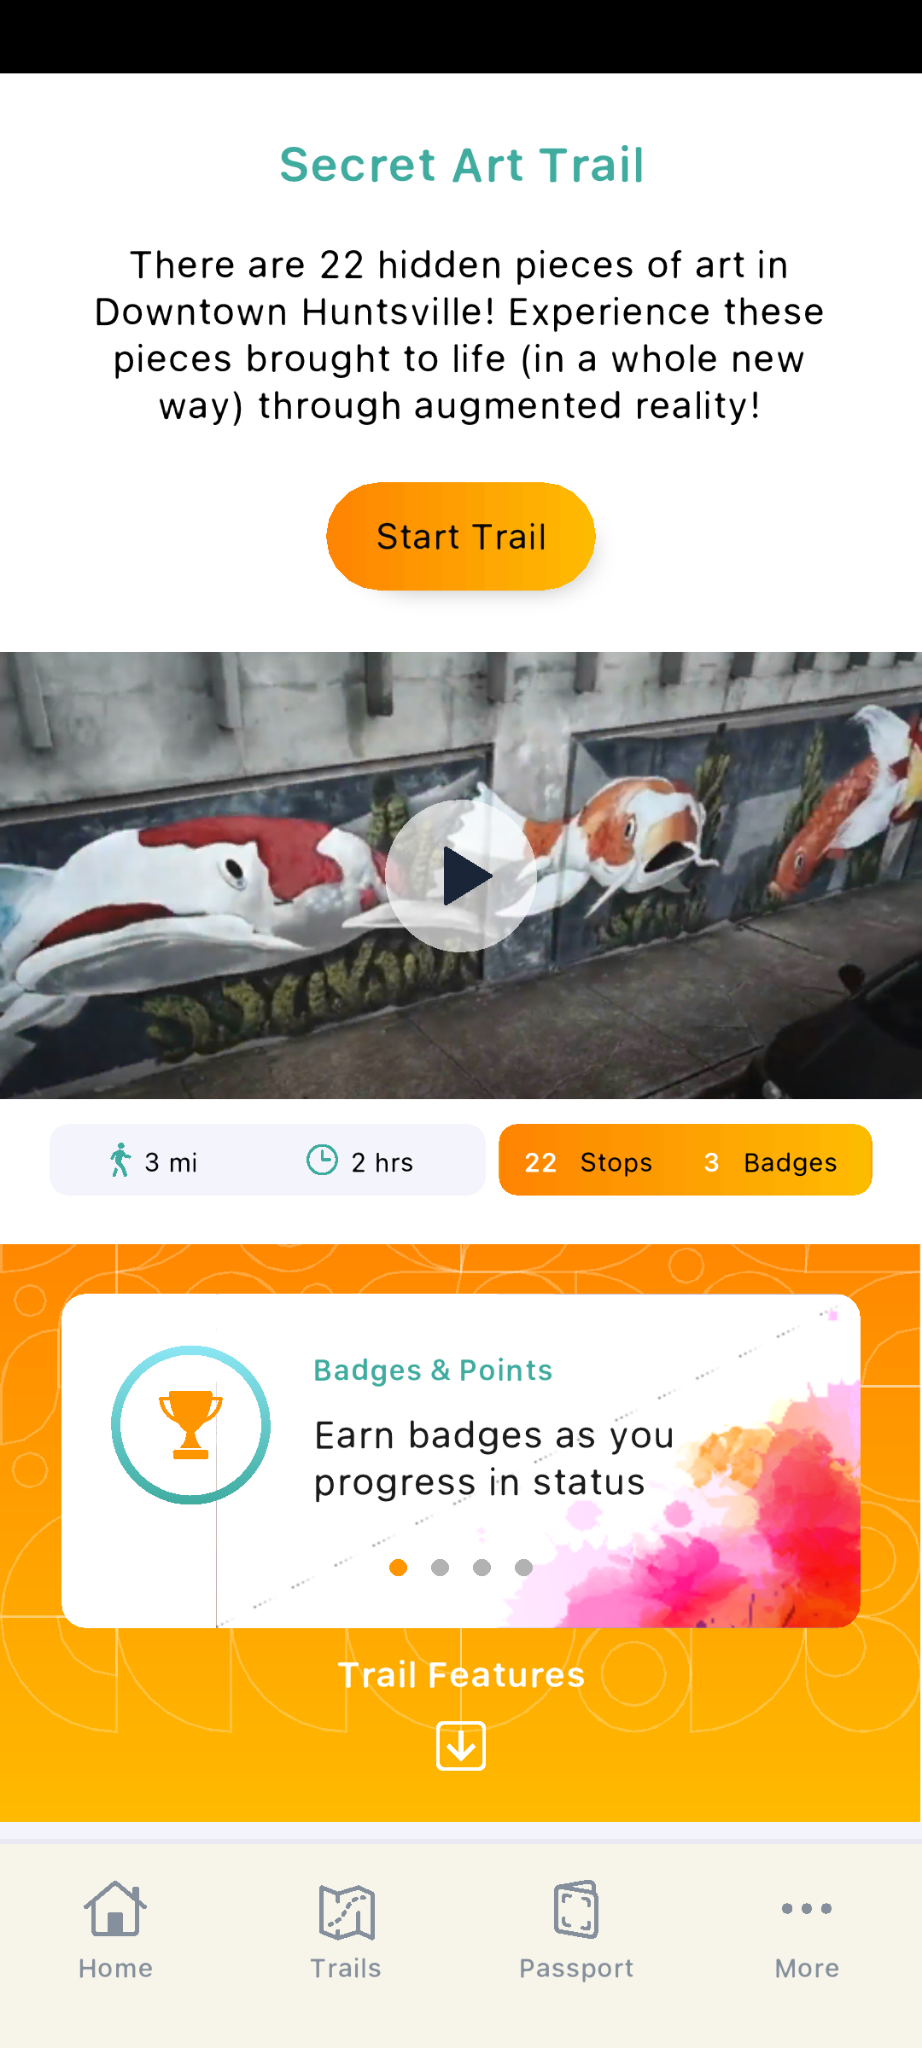 Secret Art Trail
There are 22 hidden pieces of art in
Downtown Huntsville! Experience these
pieces brought to life (in a whole new
way) through augmented reality!
Start Trail
3 mi
2 hrs
22 Stops
3 Badges
Badges & Points
Earn badges as you
progress in status
Trail Features
Home
Trails
Passport
More